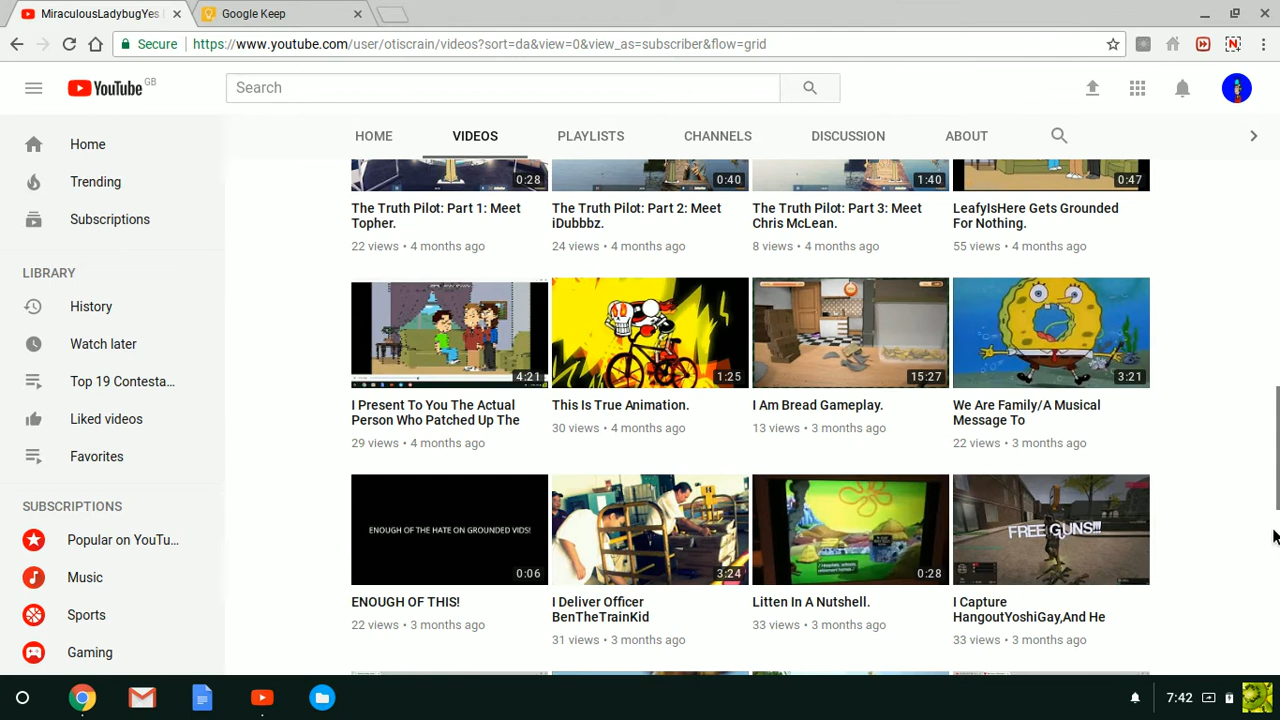 MiraculousLadybugYes
Google Keep
Secure
https://www.youtube.com/user/otiscrain/videos?sort=da&view=0&view_as=subscriber&flow=grid
YouTube GB
Search
HOME VIDEOS PLAYLISTS CHANNELS DISCUSSION ABOUT
Home
Trending
Subscriptions
LIBRARY
History
Watch later
Top 19 Contesta...
Liked videos
Favorites
SUBSCRIPTIONS
Popular on YouTu...
Music
Sports
Gaming
0:28
The Truth Pilot: Part 1: Meet
Topher.
22 views • 4 months ago
0:40
The Truth Pilot: Part 2: Meet
iDubbbz.
24 views • 4 months ago
1:40
The Truth Pilot: Part 3: Meet
Chris McLean.
8 views • 4 months ago
0:47
LeafyIsHere Gets Grounded
For Nothing.
55 views • 4 months ago
4:21
I Present To You The Actual
Person Who Patched Up The
29 views • 4 months ago
1:25
This Is True Animation.
30 views • 4 months ago
15:27
I Am Bread Gameplay.
13 views • 3 months ago
3:21
We Are Family/A Musical
Message To
22 views • 3 months ago
ENOUGH OF THE HATE ON GROUNDED VIDS!
0:06
ENOUGH OF THIS!
22 views • 3 months ago
3:24
I Deliver Officer
BenTheTrainKid
31 views • 3 months ago
0:28
Litten In A Nutshell.
33 views • 3 months ago
FREE GUNS!!!
I Capture
HangoutYoshiGay,And He
33 views • 3 months ago
7:42